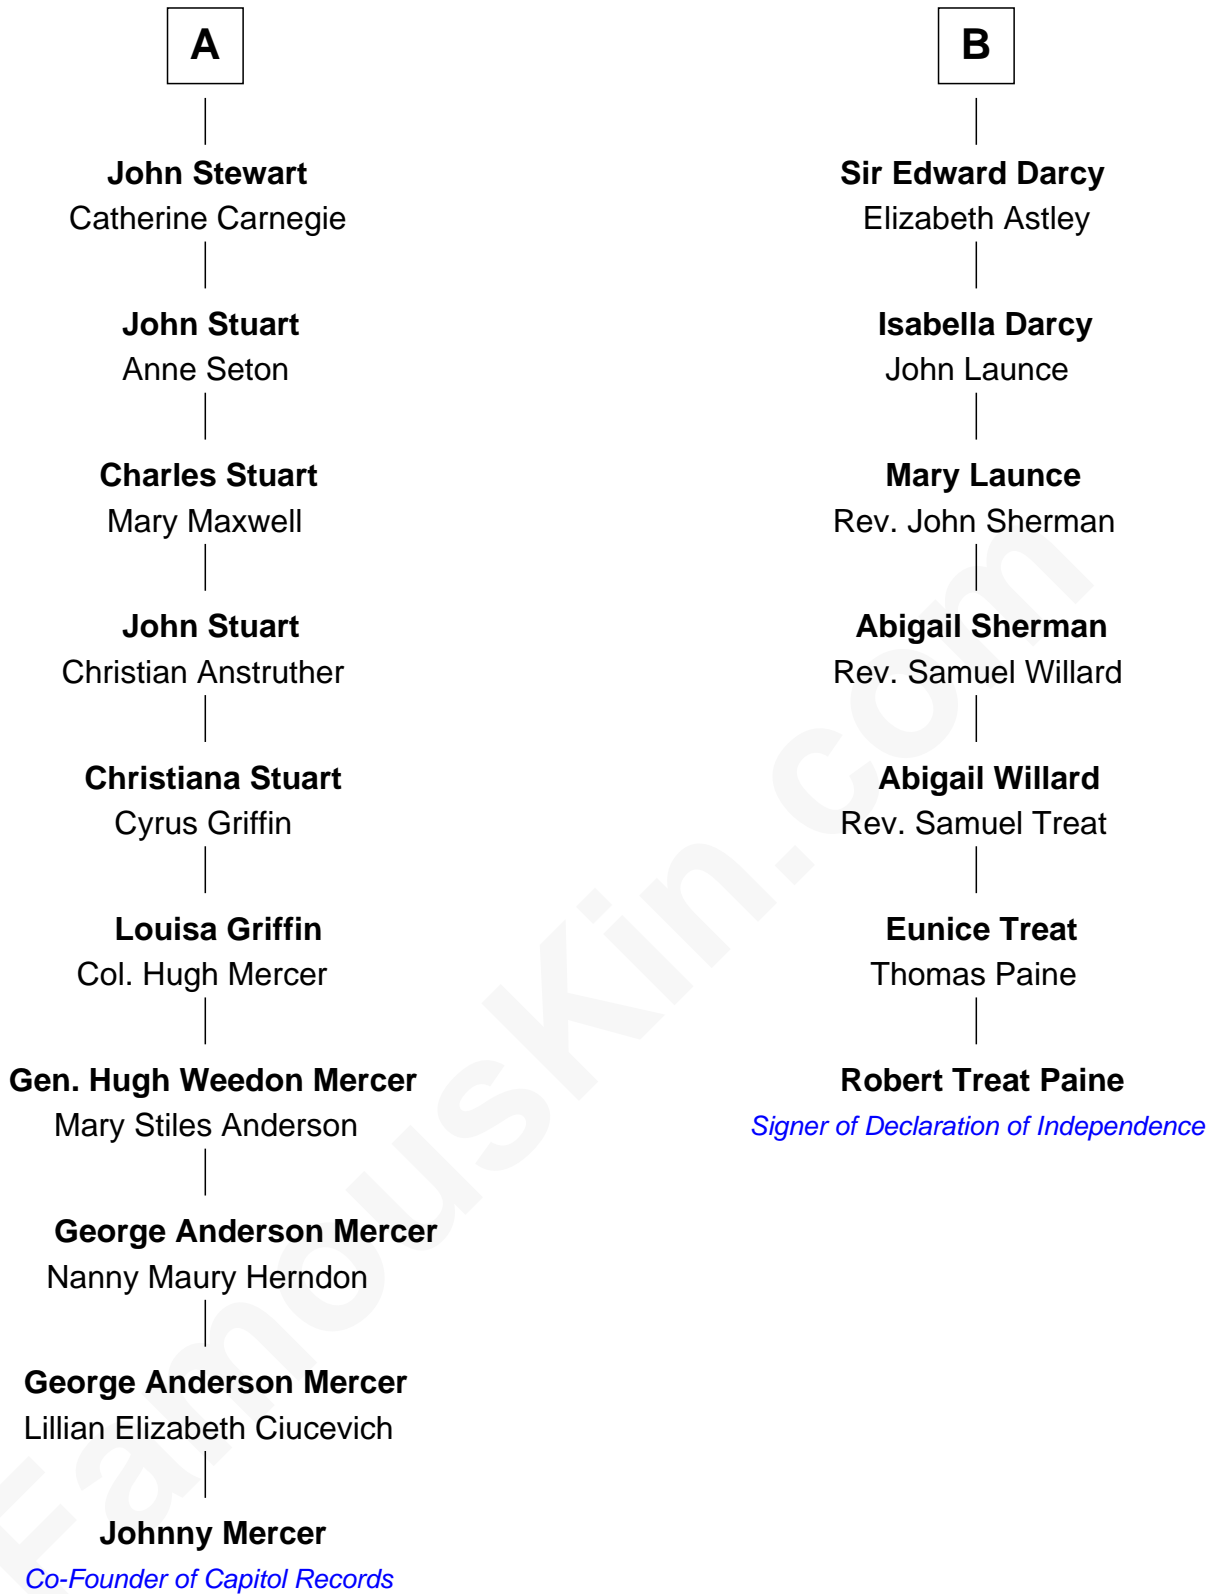 A
John Stewart
Catherine Carnegie
John Stuart
Anne Seton
Charles Stuart
Mary Maxwell
John Stuart
Christian Anstruther
Christiana Stuart
Cyrus Griffin
Louisa Griffin
Col. Hugh Mercer
Gen. Hugh Weedon Mercer
Mary Stiles Anderson
George Anderson Mercer
Nanny Maury Herndon
George Anderson Mercer
Lillian Elizabeth Ciucevich
Johnny Mercer
Co-Founder of Capitol Records
B
Sir Edward Darcy
Elizabeth Astley
Isabella Darcy
John Launce
Mary Launce
Rev. John Sherman
Abigail Sherman
Rev. Samuel Willard
Abigail Willard
Rev. Samuel Treat
Eunice Treat
Thomas Paine
Robert Treat Paine
Signer of Declaration of Independence
FamousKin.com